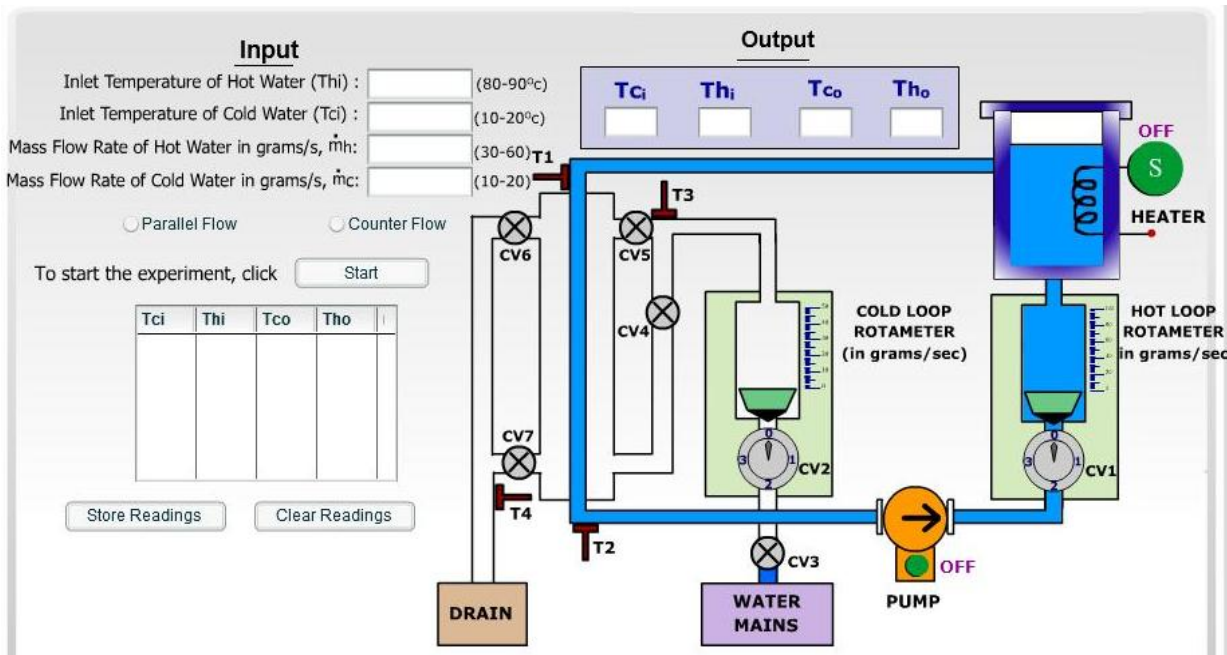 Input
Inlet Temperature of Hot Water (Thi) : (80-90ºc)
Inlet Temperature of Cold Water (Tci) : (10-20ºc)
Mass Flow Rate of Hot Water in grams/s, ṁh: (30-60)
Mass Flow Rate of Cold Water in grams/s, ṁc: (10-20)
Parallel Flow Counter Flow
To start the experiment, click Start
Tci Thi Tco Tho
Store Readings Clear Readings
Output
Tci Thi Tco Tho
OFF
S
HEATER
T1
T3
CV6 CV5
CV4
COLD LOOP
ROTAMETER
(in grams/sec)
HOT LOOP
ROTAMETER
in grams/sec
CV7
0
3 1
2
CV2
0
3 1
2
CV1
T4
T2
CV3
OFF
PUMP
DRAIN
WATER
MAINS